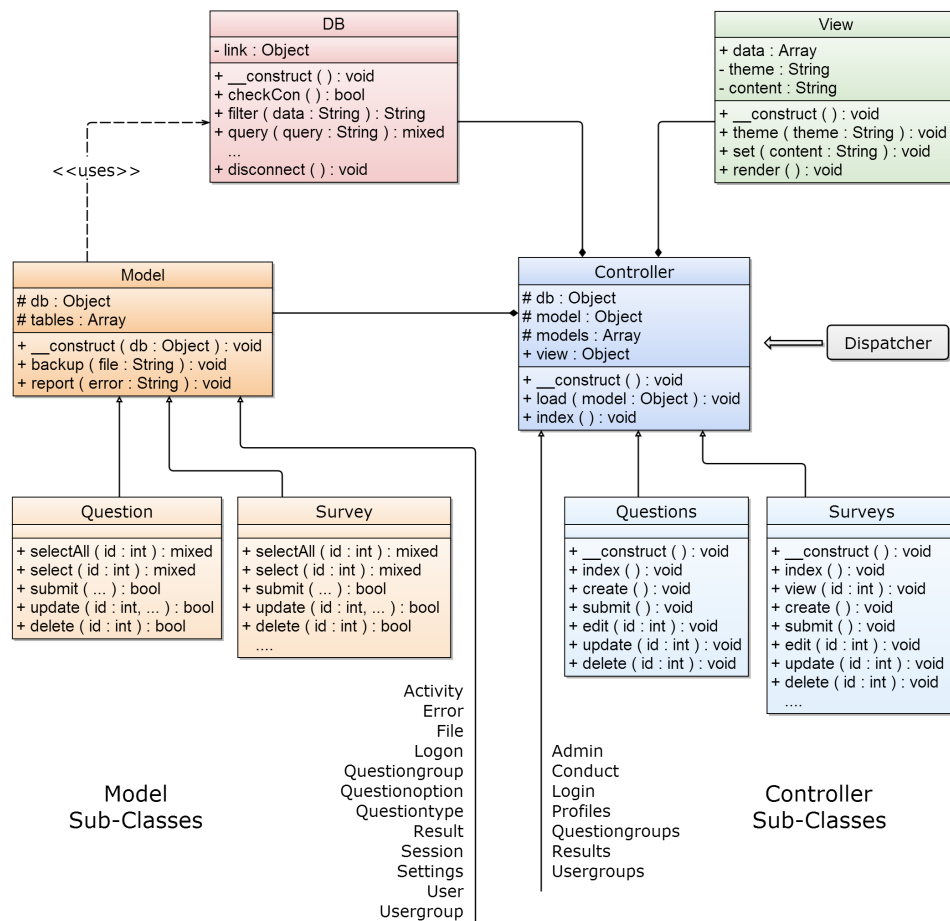 DB
- link : Object
+ __construct ( ) : void
+ checkCon ( ) : bool
+ filter ( data : String ) : String
+ query ( query : String ) : mixed
...
+ disconnect ( ) : void
View
+ data : Array
- theme : String
- content : String
+ __construct ( ) : void
+ theme ( theme : String ) : void
+ set ( content : String ) : void
+ render ( ) : void
<<uses>>
Model
# db : Object
# tables : Array
+ __construct ( db : Object ) : void
+ backup ( file : String ) : void
+ report ( error : String ) : void
Controller
# db : Object
# model : Object
# models : Array
+ view : Object
+ __construct ( ) : void
+ load ( model : Object ) : void
+ index ( ) : void
Dispatcher
Question
+ selectAll ( id : int ) : mixed
+ select ( id : int ) : mixed
+ submit ( ... ) : bool
+ update ( id : int, ... ) : bool
+ delete ( id : int ) : bool
Survey
+ selectAll ( id : int ) : mixed
+ select ( id : int ) : mixed
+ submit ( ... ) : bool
+ update ( id : int, ... ) : bool
+ delete ( id : int ) : bool
....
Questions
+ __construct ( ) : void
+ index ( ) : void
+ create ( ) : void
+ submit ( ) : void
+ edit ( id : int ) : void
+ update ( id : int ) : void
+ delete ( id : int ) : void
Surveys
+ __construct ( ) : void
+ index ( ) : void
+ view ( id : int ) : void
+ create ( ) : void
+ submit ( ) : void
+ edit ( id : int ) : void
+ update ( id : int ) : void
+ delete ( id : int ) : void
....
Model
Sub-Classes
Activity
Error
File
Logon
Questiongroup
Questionoption
Questiontype
Result
Session
Settings
User
Usergroup
Admin
Conduct
Login
Profiles
Questiongroups
Results
Usergroups
Controller
Sub-Classes